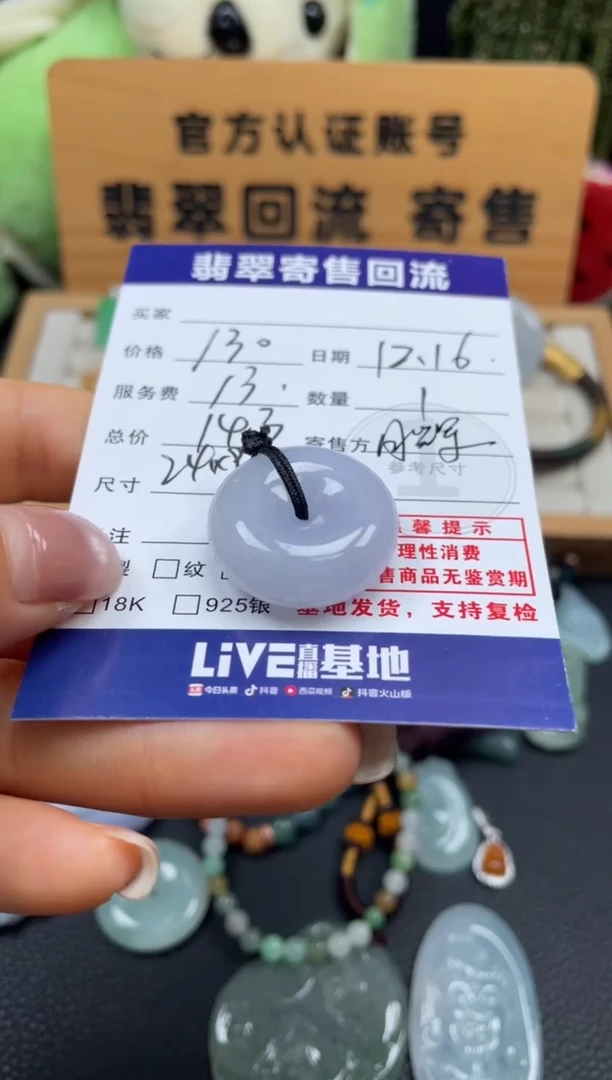 官方认证账号
翡翠回流 寄售
翡翠寄售回流
买家
价格 130 日期 12.16.
服务费 13. 数量 1
总价 143 寄售方
尺寸 24
参考尺寸
注
馨提示
理性消费
售商品无鉴赏期
裂 □纹
18K □925银 基地发货，支持复检
LiVE直播基地
今日头条 抖音 西瓜视频 抖音火山版